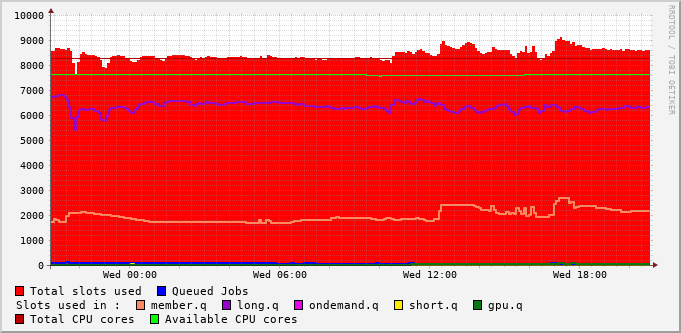 10000
9000
8000
7000
6000
5000
4000
3000
2000
1000
0
Wed 00:00 Wed 06:00 Wed 12:00 Wed 18:00
Total slots used Queued Jobs
Slots used in : member.q long.q ondemand.q short.q gpu.q
Total CPU cores Available CPU cores
RRDTOOL / TOBI OETIKER